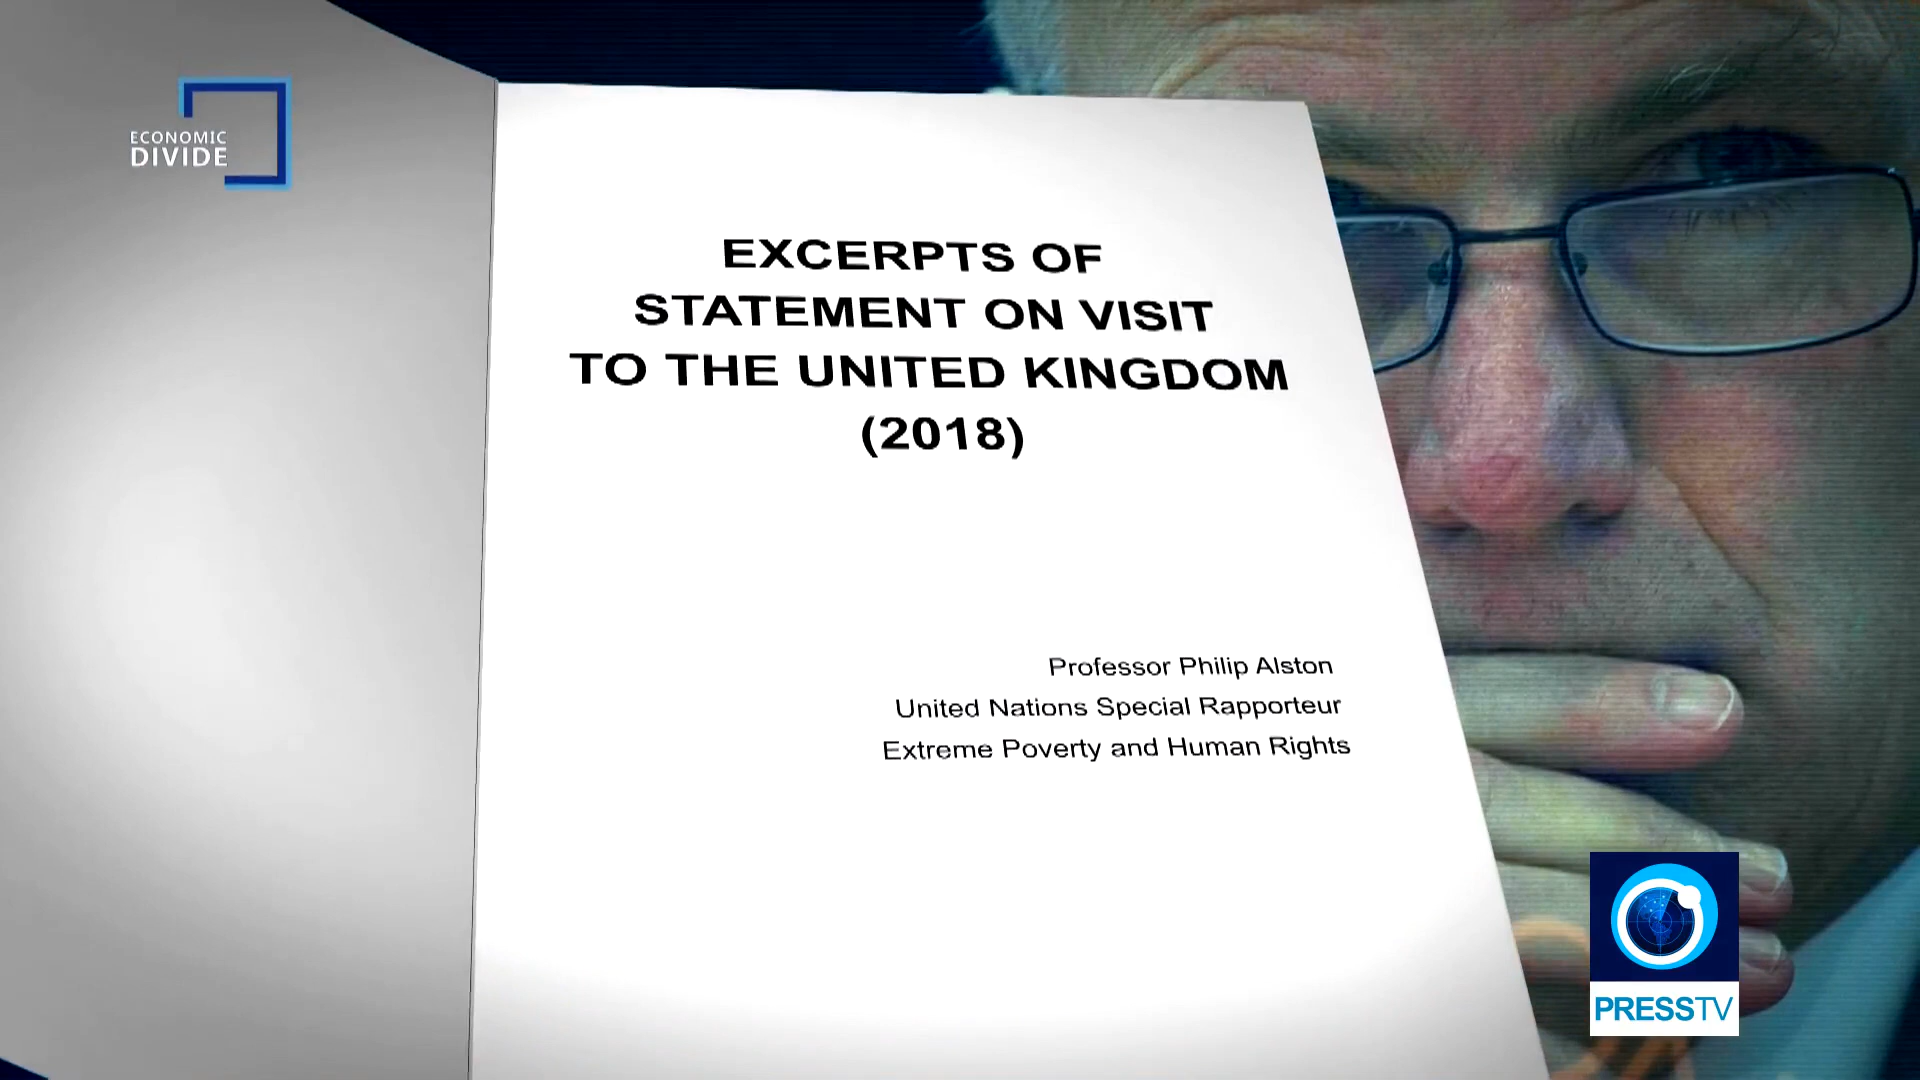 ECONOMIC
DIVIDE
EXCERPTS OF
STATEMENT ON VISIT
TO THE UNITED KINGDOM
(2018)
Professor Philip Alston
United Nations Special Rapporteur
Extreme Poverty and Human Rights
PRESSTV